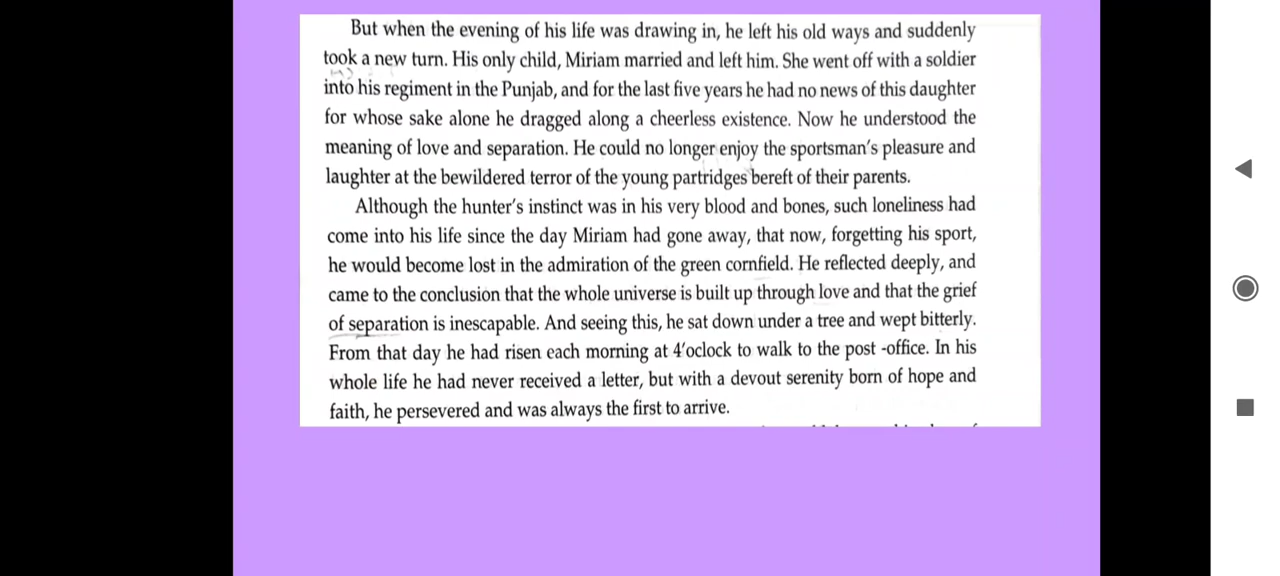 But when the evening of his life was drawing in, he left his old ways and suddenly
took a new turn. His only child, Miriam married and left him. She went off with a soldier
into his regiment in the Punjab, and for the last five years he had no news of this daughter
for whose sake alone he dragged along a cheerless existence. Now he understood the
meaning of love and separation. He could no longer enjoy the sportsman's pleasure and
laughter at the bewildered terror of the young partridges bereft of their parents.
Although the hunter's instinct was in his very blood and bones, such loneliness had
come into his life since the day Miriam had gone away, that now, forgetting his sport,
he would become lost in the admiration of the green cornfield. He reflected deeply, and
came to the conclusion that the whole universe is built up through love and that the grief
of separation is inescapable. And seeing this, he sat down under a tree and wept bitterly.
From that day he had risen each morning at 4'oclock to walk to the post -office. In his
whole life he had never received a letter, but with a devout serenity born of hope and
faith, he persevered and was always the first to arrive.